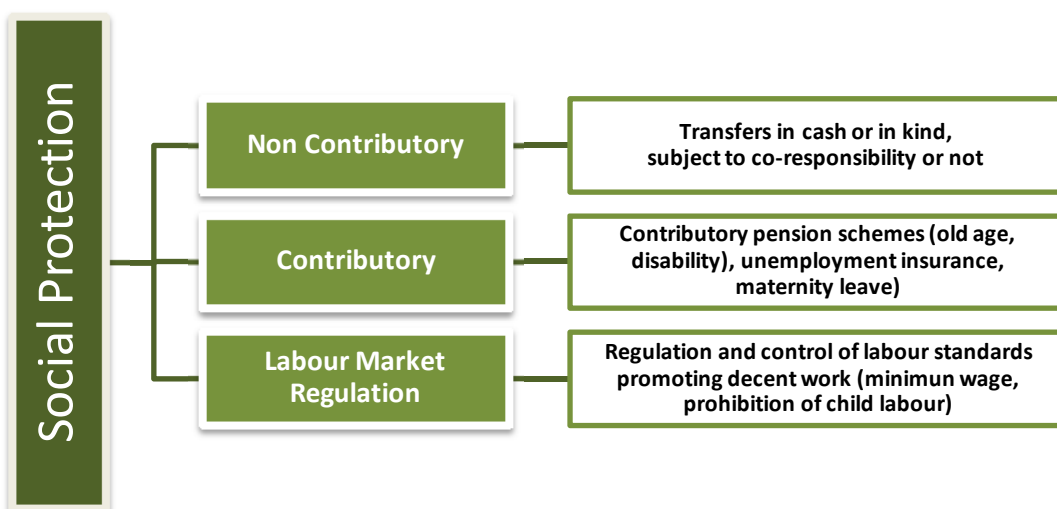 Social Protection
Non Contributory
Transfers in cash or in kind,
subject to co-responsibility or not
Contributory
Contributory pension schemes (old age,
disability), unemployment insurance,
maternity leave)
Labour Market
Regulation
Regulation and control of labour standards
promoting decent work (minimun wage,
prohibition of child labour)